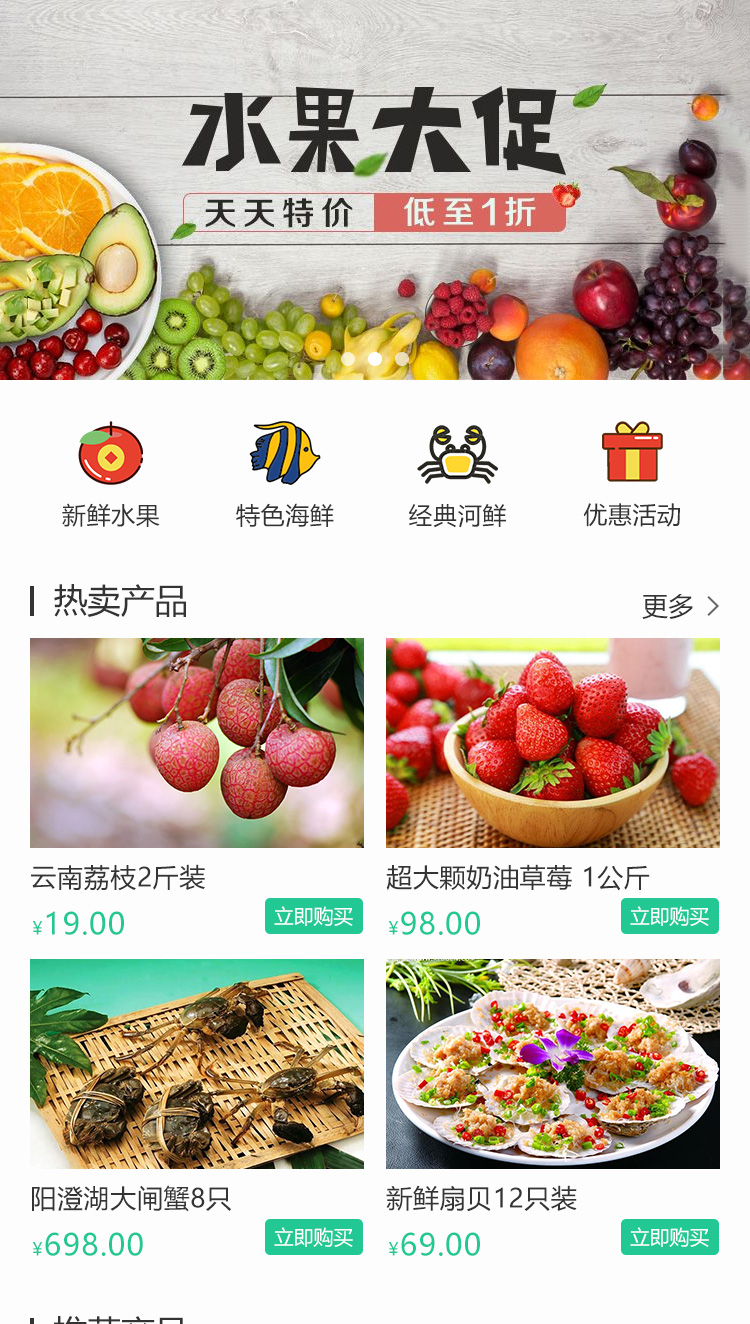 水果大促
天天特价 低至1折
新鲜水果 特色海鲜 经典河鲜 优惠活动
热卖产品 更多
云南荔枝2斤装 超大颗奶油草莓 1公斤
¥19.00 立即购买 ¥98.00 立即购买
阳澄湖大闸蟹8只 新鲜扇贝12只装
¥698.00 立即购买 ¥69.00 立即购买
推荐产品